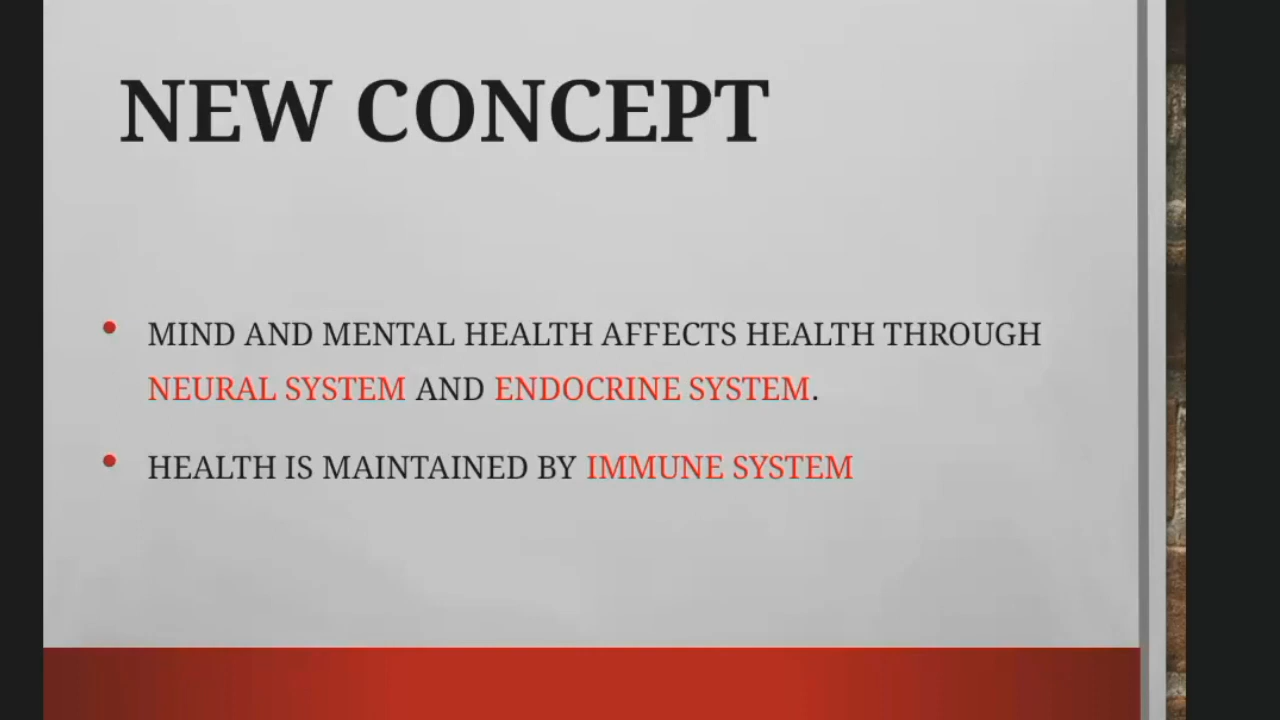 NEW CONCEPT
• MIND AND MENTAL HEALTH AFFECTS HEALTH THROUGH
NEURAL SYSTEM AND ENDOCRINE SYSTEM.
• HEALTH IS MAINTAINED BY IMMUNE SYSTEM